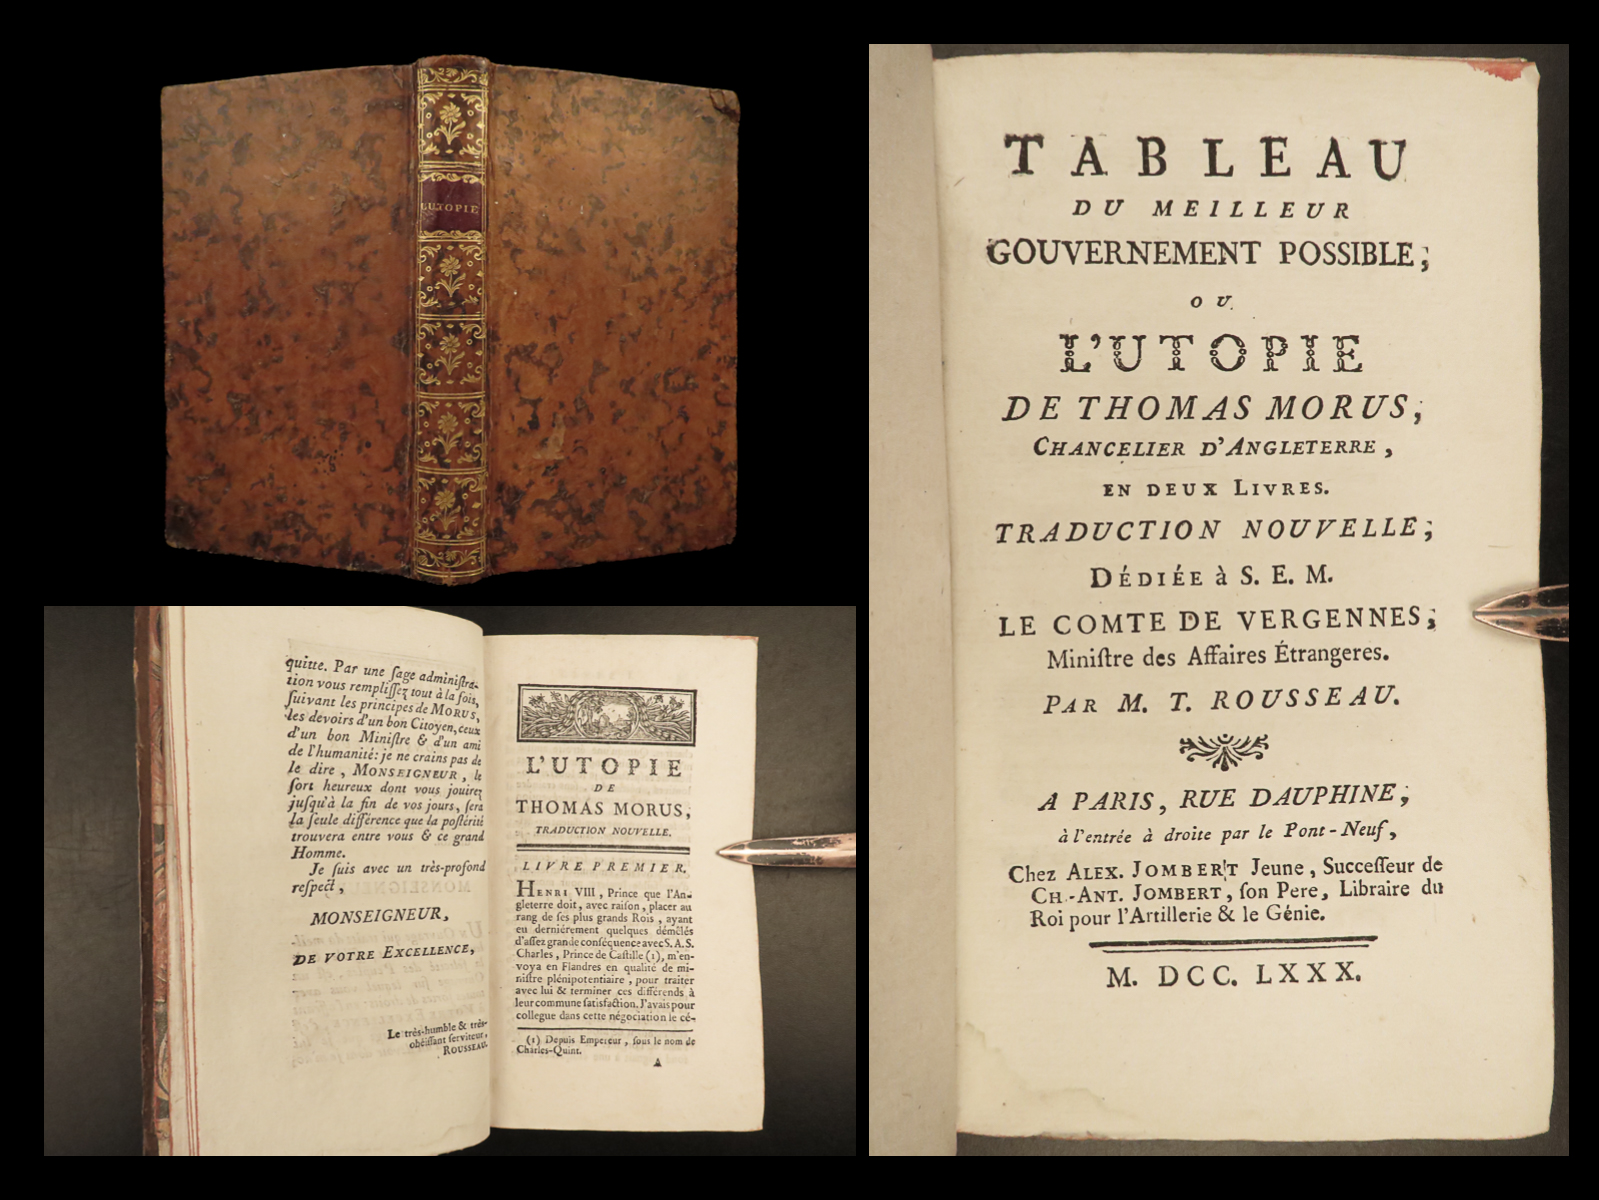 LUTOPIE
quitte. Par une ſage adminiſtra-
tion vous rempliſſez tout à la fois,
ſuivant les principes de MORUS,
les devoirs d'un bon Citoyen, ceux
d'un bon Miniſtre & d'un ami
de l'humanité: je ne crains pas de
le dire, MONSEIGNEUR, le
ſort heureux dont vous jouirez
juſqu'à la fin de vos jours, ſera
la ſeule différence que la poſtérité
trouvera entre vous & ce grand
Homme.
Je ſuis avec un très-profond
reſpect,
MONSEIGNEUR,
DE VOTRE EXCELLENCE,
Le très-humble & très-
obéiſſant ſerviteur,
ROUSSEAU.
L'UTOPIE
DE
THOMAS MORUS,
TRADUCTION NOUVELLE.
LIVRE PREMIER.
HENRI VIII, Prince que l'An-
gleterre doit, avec raiſon, placer au
rang de ſes plus grands Rois, ayant
eu derniérement quelques démêlés
d'aſſez grande conſéquence avec S. A. S.
Charles, Prince de Caſtille (1), m'en-
voya en Flandres en qualité de mi-
niſtre plénipotentiaire, pour traiter
avec lui & terminer ces différends à
leur commune ſatisfaction. J'avais pour
collegue dans cette négociation le cé-
(1) Depuis Empereur, ſous le nom de
Charles-Quint.
A
TABLEAU
DU MEILLEUR
GOUVERNEMENT POSSIBLE;
OU
L'UTOPIE
DE THOMAS MORUS,
CHANCELIER D'ANGLETERRE,
EN DEUX LIVRES.
TRADUCTION NOUVELLE;
DÉDIÉE à S. E. M.
LE COMTE DE VERGENNES;
Miniſtre des Affaires Étrangeres.
PAR M. T. ROUSSEAU.
A PARIS, RUE DAUPHINE,
à l'entrée à droite par le Pont-Neuf,
Chez ALEX. JOMBERT Jeune, Succeſſeur de
CH.-ANT. JOMBERT, ſon Pere, Libraire du
Roi pour l'Artillerie & le Génie.
M. DCC. LXXX.